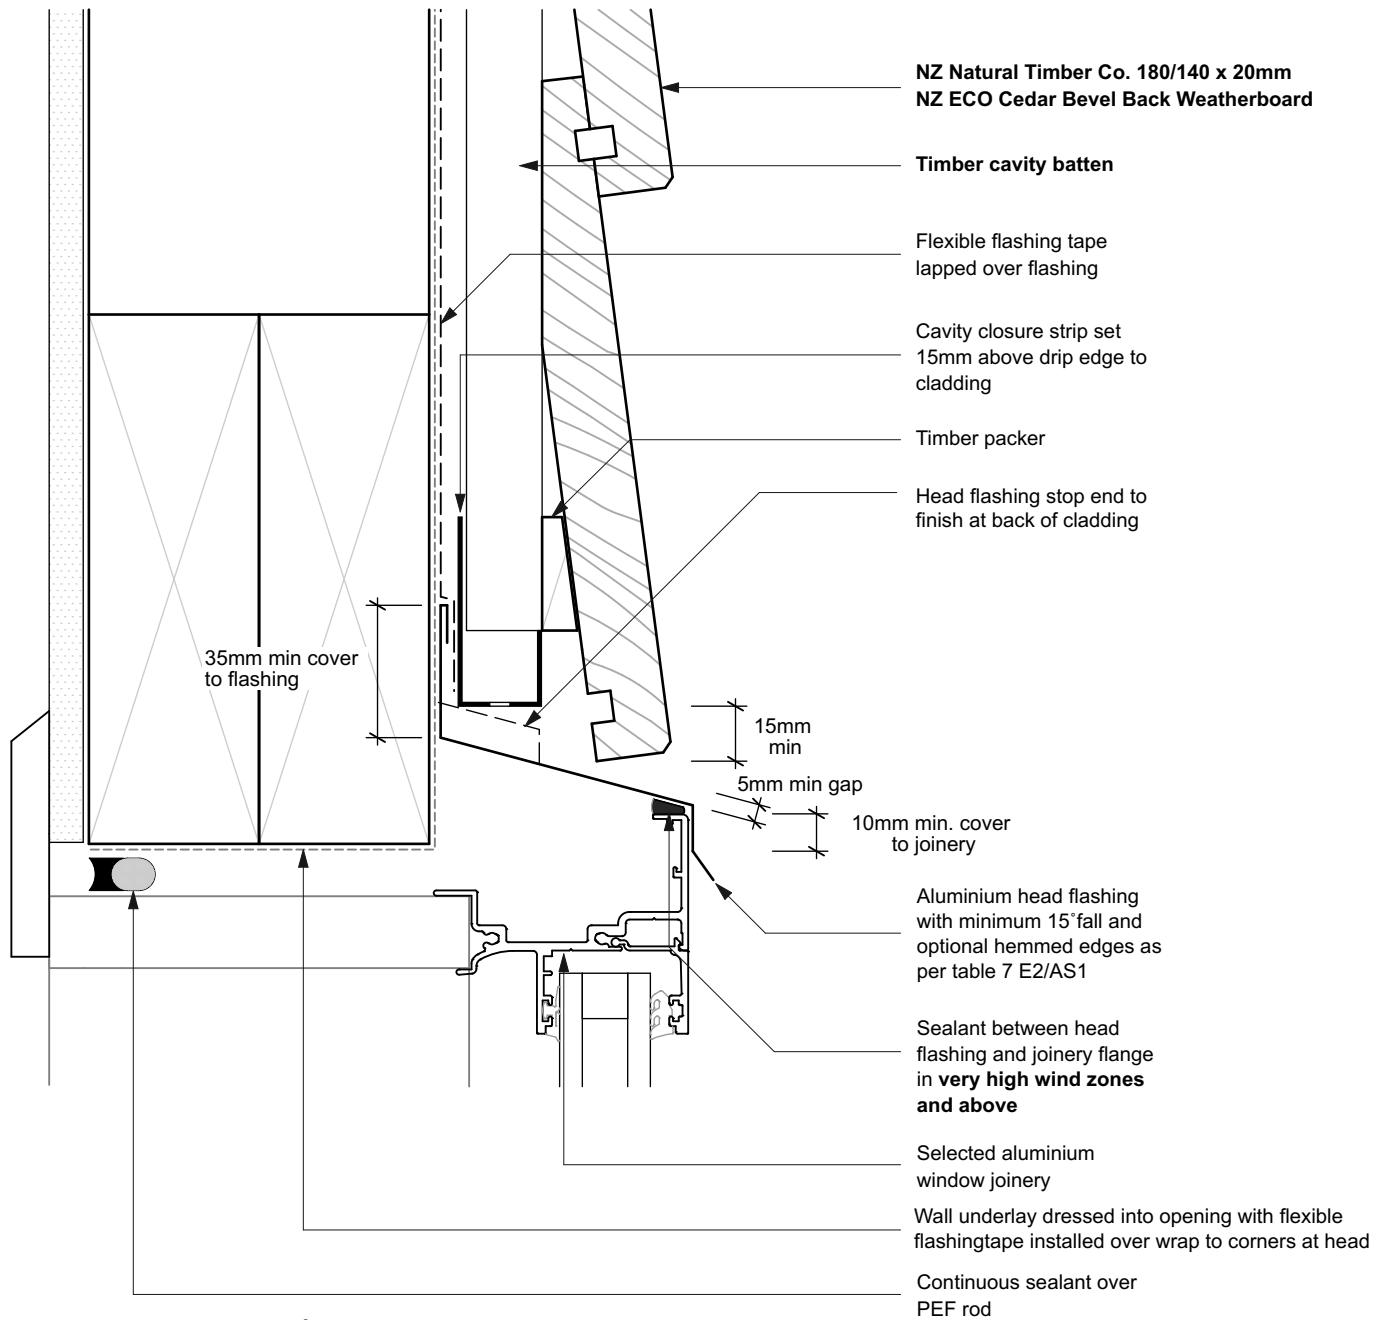 NZ Natural Timber Co. 180/140 x 20mm
NZ ECO Cedar Bevel Back Weatherboard
Timber cavity batten
Flexible flashing tape
lapped over flashing
Cavity closure strip set
15mm above drip edge to
cladding
Timber packer
Head flashing stop end to
finish at back of cladding
35mm min cover
to flashing
15mm
min
5mm min gap
10mm min. cover
to joinery
Aluminium head flashing
with minimum 15˚fall and
optional hemmed edges as
per table 7 E2/AS1
Sealant between head
flashing and joinery flange
in very high wind zones
and above
Selected aluminium
window joinery
Wall underlay dressed into opening with flexible
flashingtape installed over wrap to corners at head
Continuous sealant over
PEF rod